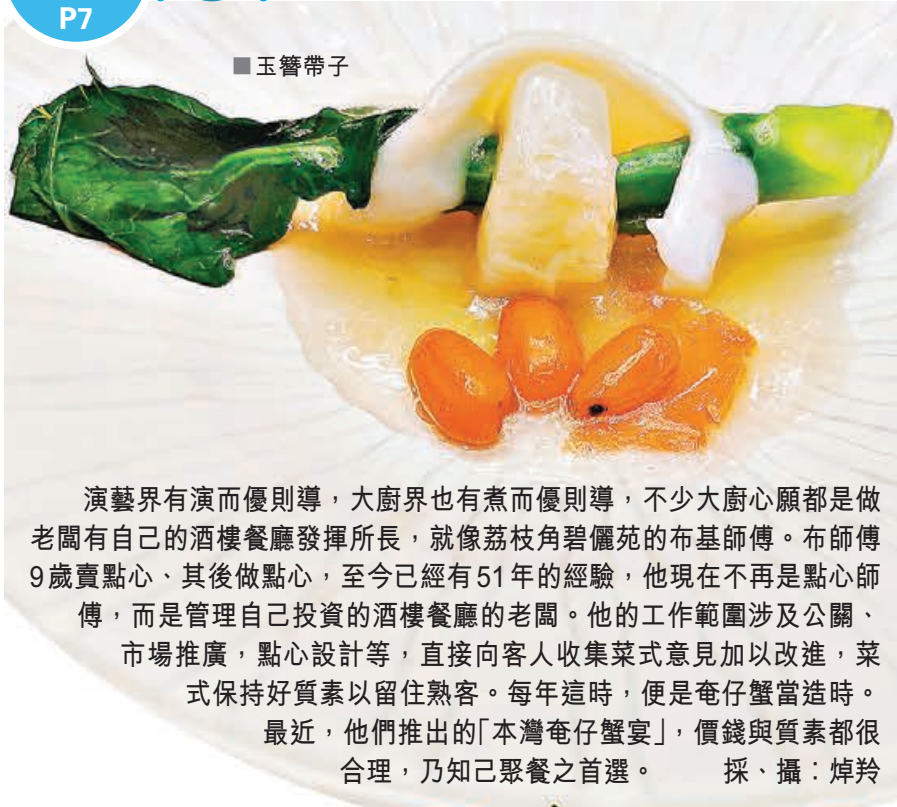 P7
■玉簪帶子
演藝界有演而優則導，大廚界也有煮而優則導，不少大廚心願都是做
老闆有自己的酒樓餐廳發揮所長，就像荔枝角碧儷苑的布基師傅。布師傅
9歲賣點心、其後做點心，至今已經有51年的經驗，他現在不再是點心師
傅，而是管理自己投資的酒樓餐廳的老闆。他的工作範圍涉及公關、
市場推廣，點心設計等，直接向客人收集菜式意見加以改進，菜
式保持好質素以留住熟客。每年這時，便是奄仔蟹當造時。
最近，他們推出的「本灣奄仔蟹宴」，價錢與質素都很
合理，乃知己聚餐之首選。 採、攝：焯羚